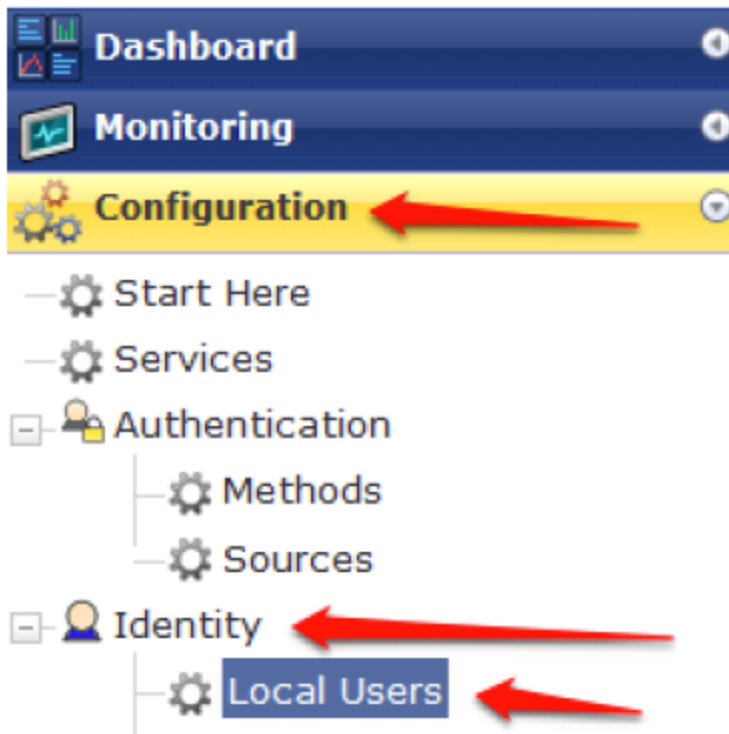 Dashboard
Monitoring
Configuration
Start Here
Services
Authentication
Methods
Sources
Identity
Local Users